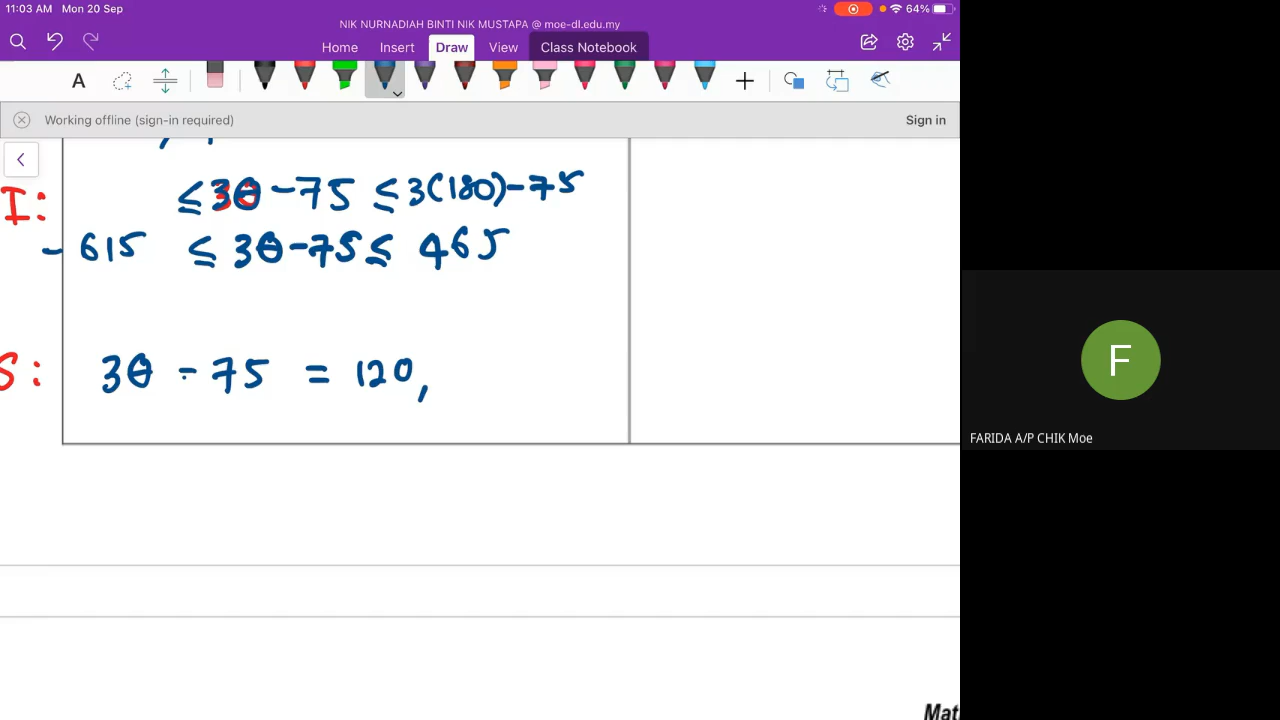 11:03 AM Mon 20 Sep
64%
NIK NURNADIAH BINTI NIK MUSTAPA @ moe-dl.edu.my
Home Insert Draw View Class Notebook
A
Working offline (sign-in required) Sign in
I: ≤ 3θ - 75 ≤ 3(180) - 75
- 615 ≤ 3θ - 75 ≤ 465
S: 3θ - 75 = 120,
F
FARIDA A/P CHIK Moe
Mat